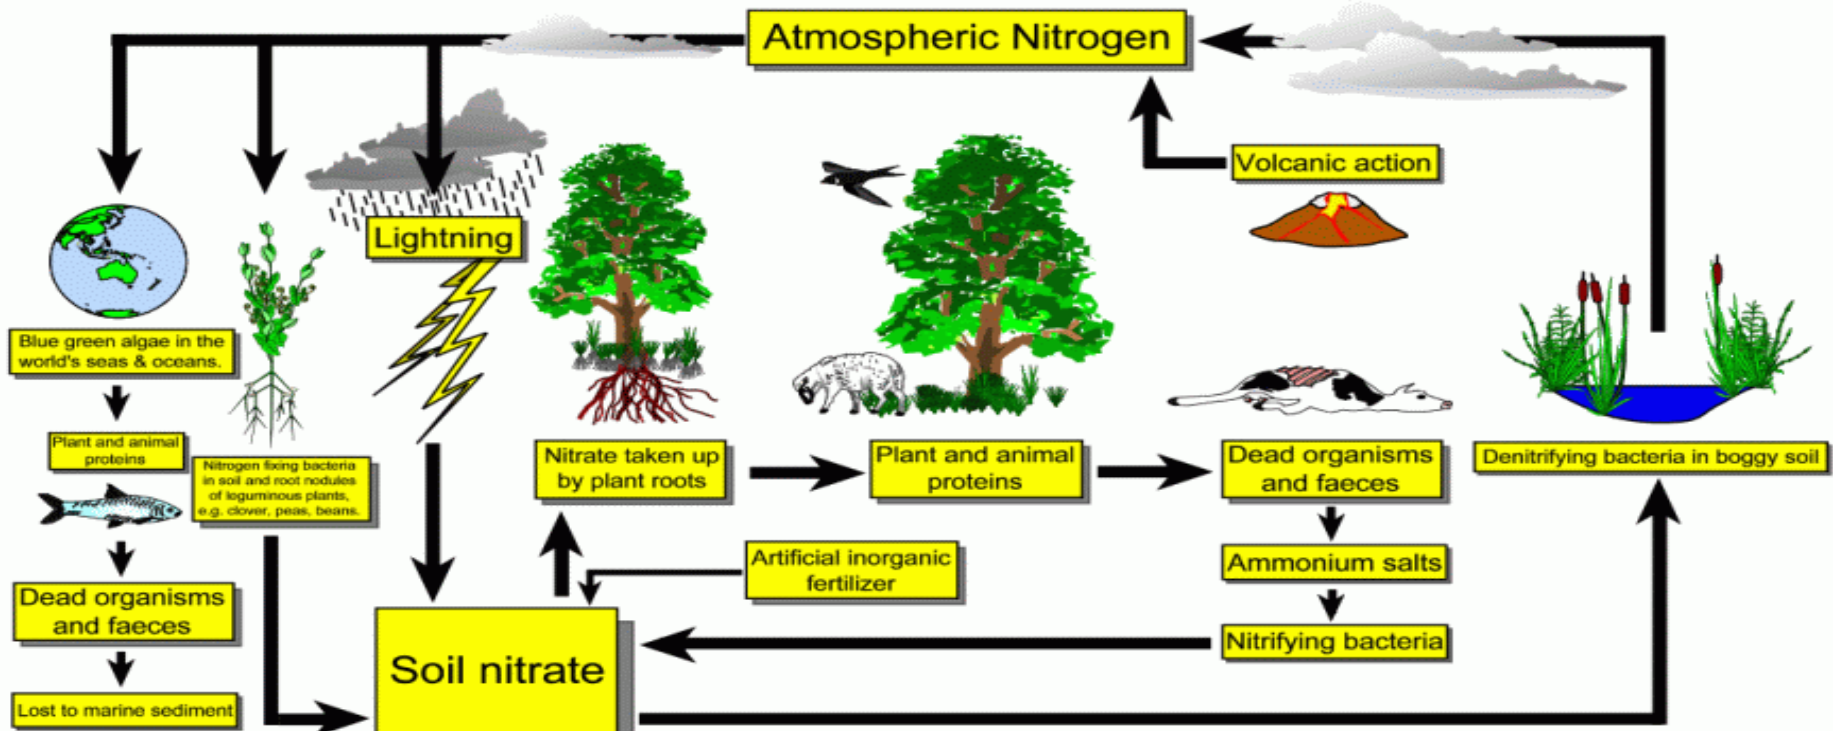 Atmospheric Nitrogen
Volcanic action
Lightning
Blue green algae in the
world's seas & oceans.
Plant and animal
proteins
Nitrogen fixing bacteria
in soil and root nodules
of leguminous plants,
e.g. clover, peas, beans.
Dead organisms
and faeces
Lost to marine sediment
Nitrate taken up
by plant roots
Plant and animal
proteins
Dead organisms
and faeces
Denitrifying bacteria in boggy soil
Artificial inorganic
fertilizer
Ammonium salts
Nitrifying bacteria
Soil nitrate